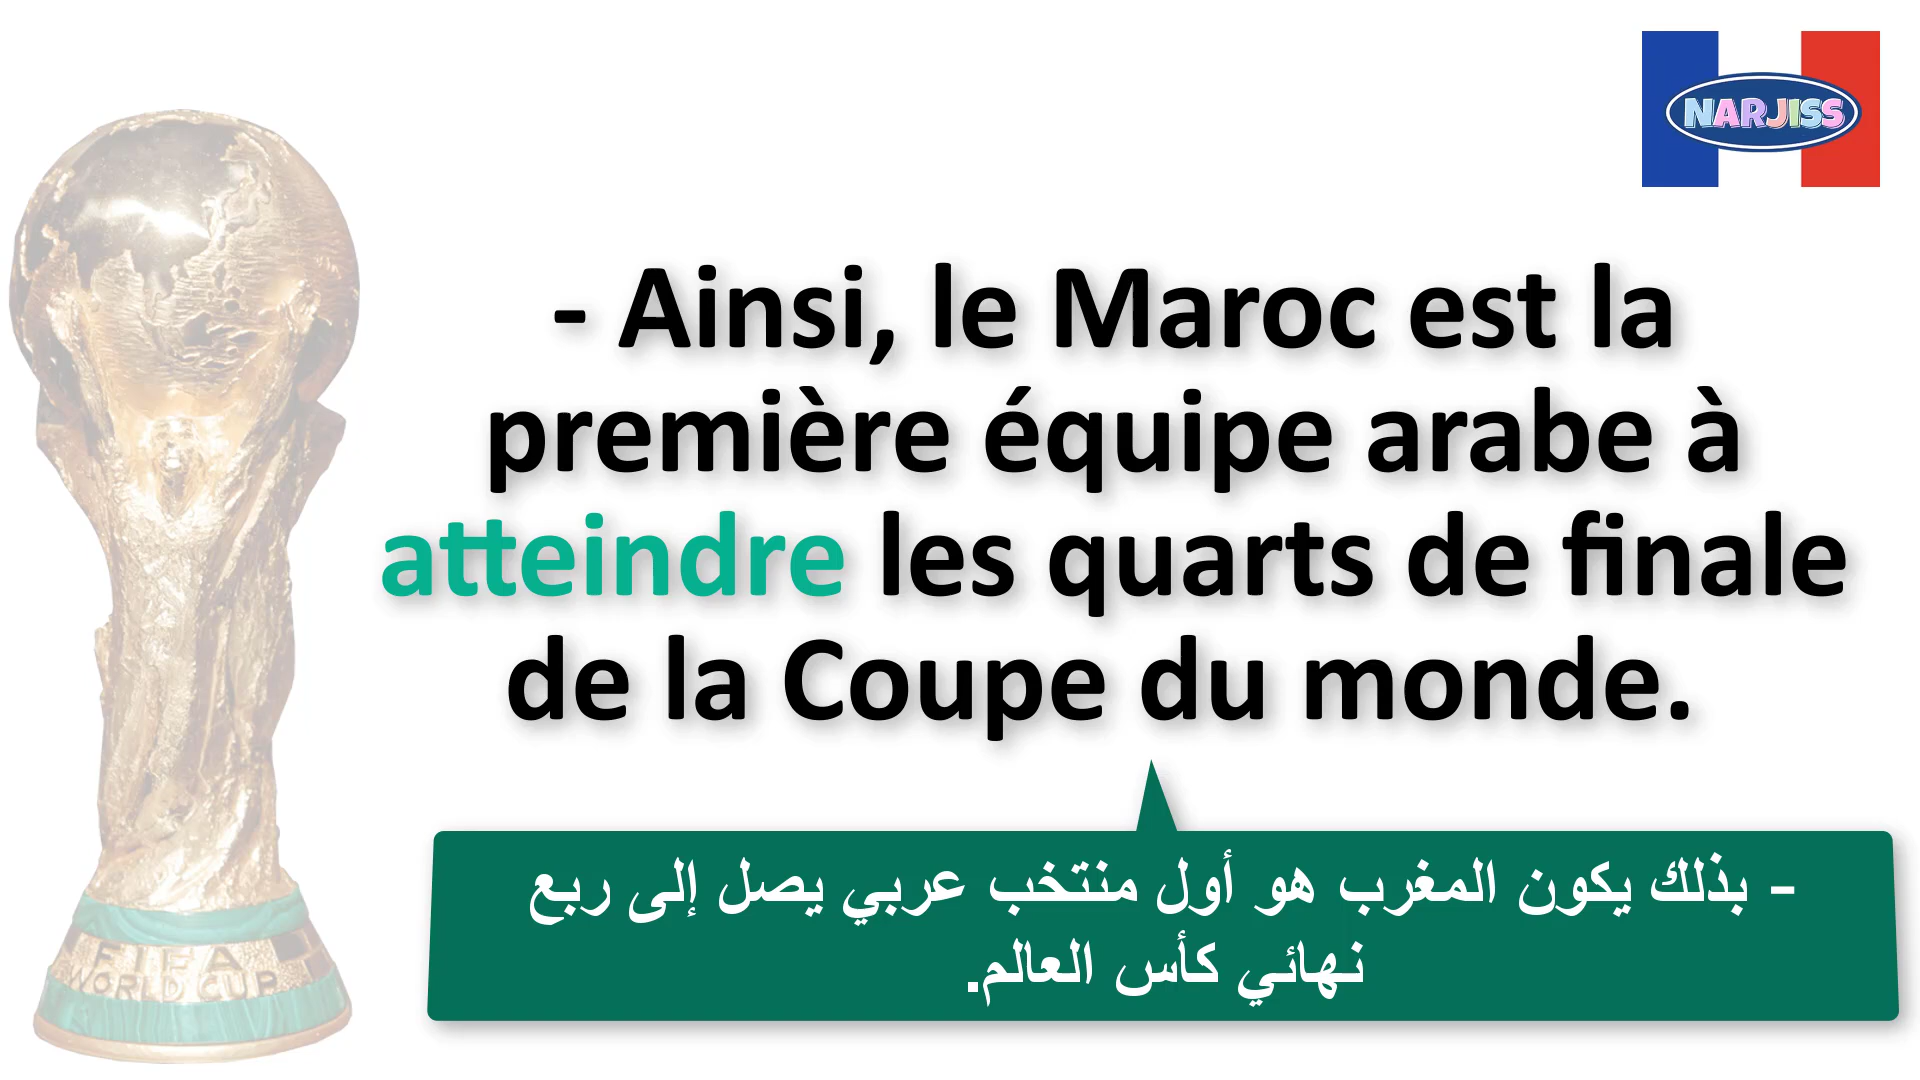 NARJISS
- Ainsi, le Maroc est la
première équipe arabe à
atteindre les quarts de finale
de la Coupe du monde.
- بذلك يكون المغرب هو أول منتخب عربي يصل إلى ربع
نهائي كأس العالم.
FIFA
WORLD CUP